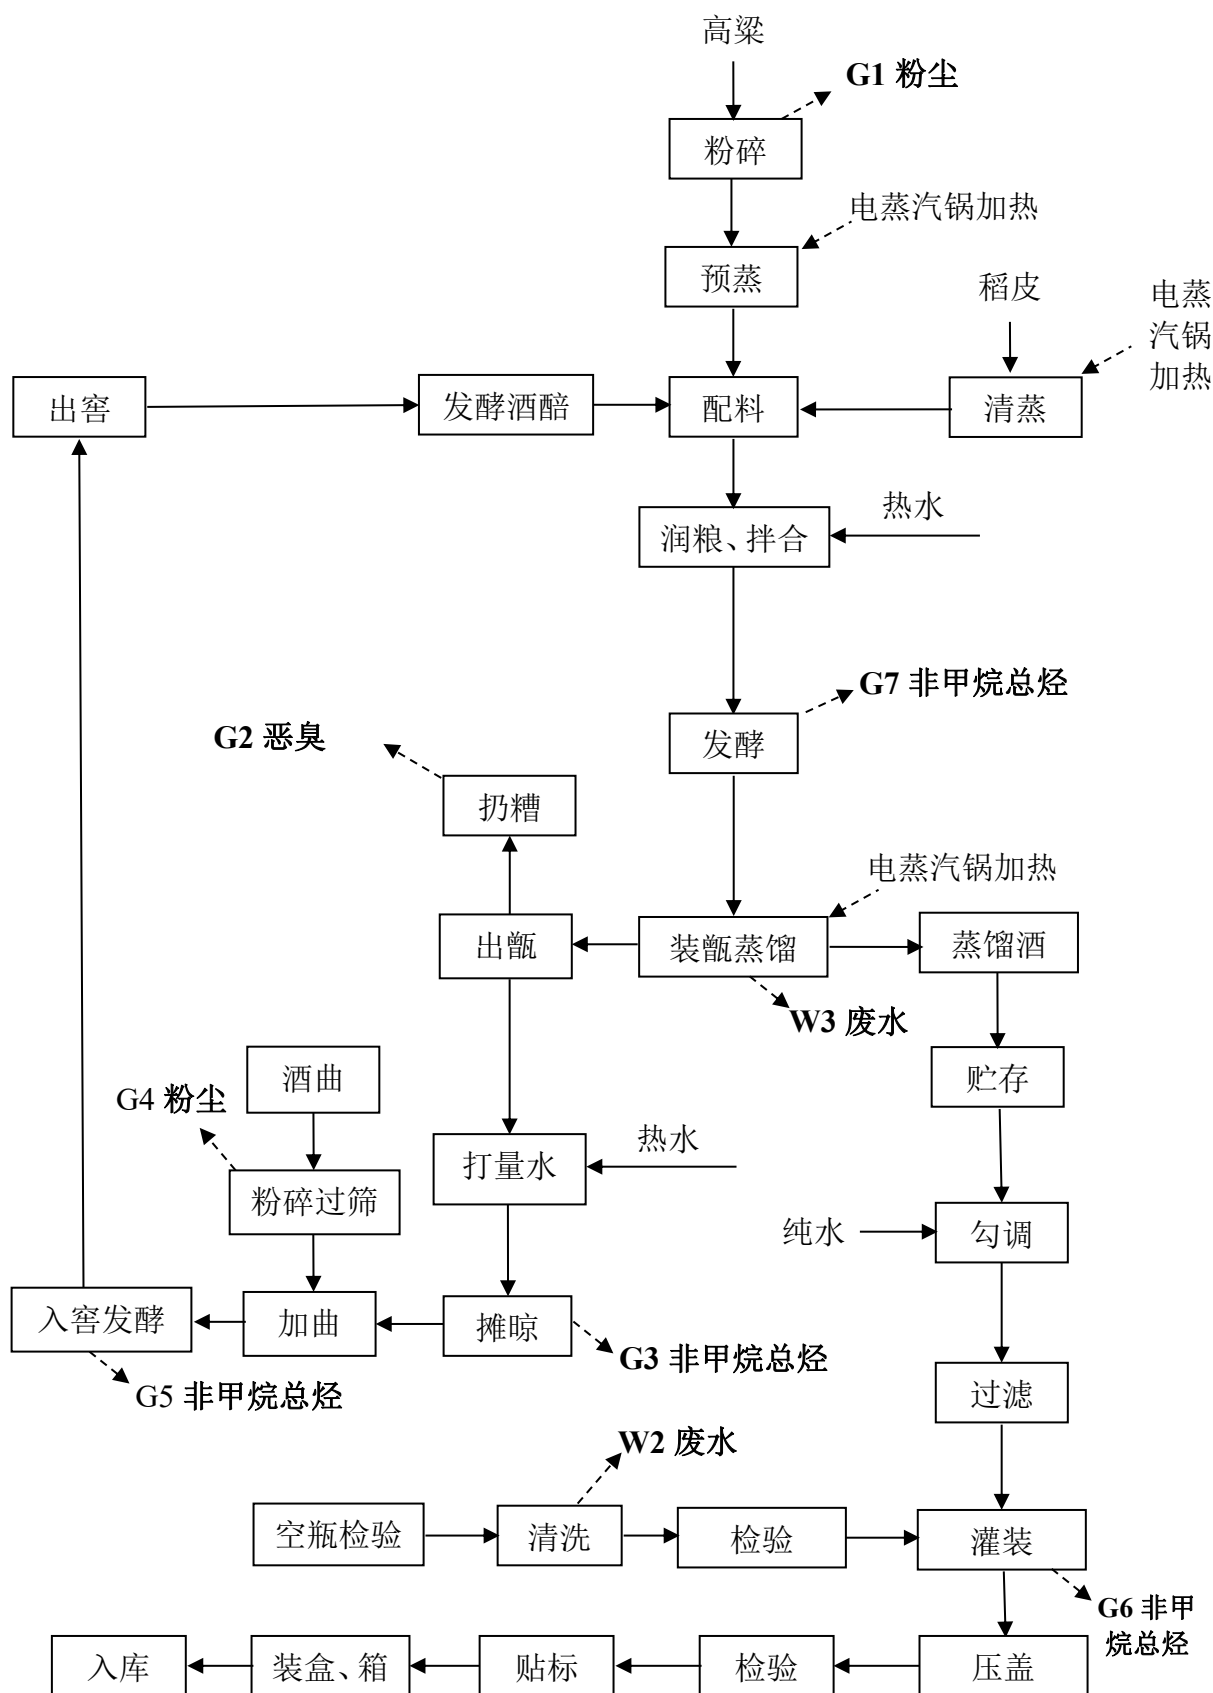 高粱
G1 粉尘
粉碎
电蒸汽锅加热
预蒸
稻皮
电蒸
汽锅
加热
出窖
发酵酒醅
配料
清蒸
热水
润粮、拌合
G7 非甲烷总烃
发酵
G2 恶臭
扔糟
电蒸汽锅加热
出甑
装甑蒸馏
蒸馏酒
W3 废水
酒曲
贮存
G4 粉尘
热水
打量水
粉碎过筛
纯水
勾调
入窖发酵
加曲
摊晾
G3 非甲烷总烃
G5 非甲烷总烃
过滤
W2 废水
空瓶检验
清洗
检验
灌装
G6 非甲
烷总烃
入库
装盒、箱
贴标
检验
压盖